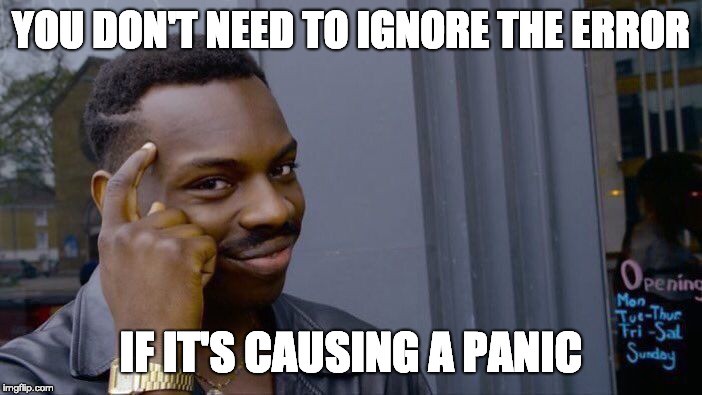 YOU DON'T NEED TO IGNORE THE ERROR
IF IT'S CAUSING A PANIC
Opening
Mon
Tue-Thur
Fri-Sat
Sunday
imgflip.com